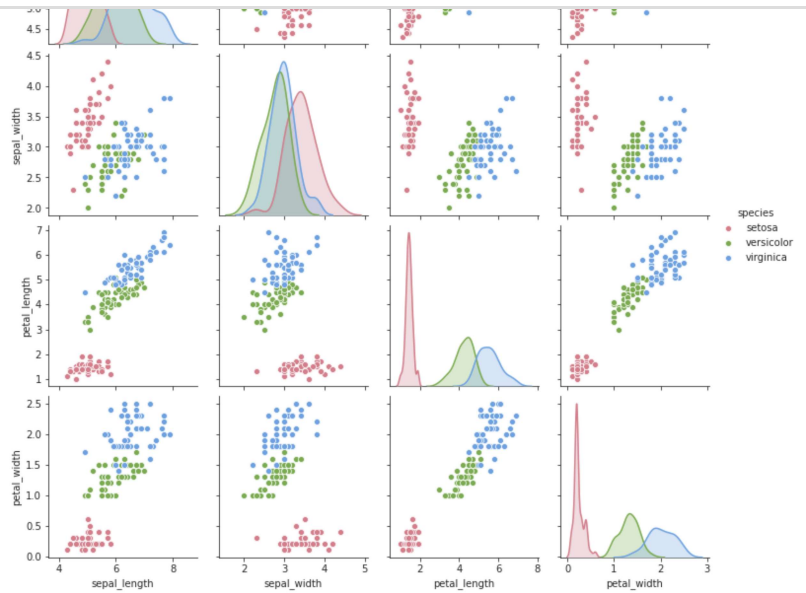 5.0
4.5
4.5
4.0
3.5
3.0
2.5
2.0
sepal_width
7
6
5
4
3
2
1
petal_length
species
setosa
versicolor
virginica
2.5
2.0
1.5
1.0
0.5
0.0
petal_width
4 6 8 2 3 4 5 2 4 6 8 0 1 2 3
sepal_length sepal_width petal_length petal_width